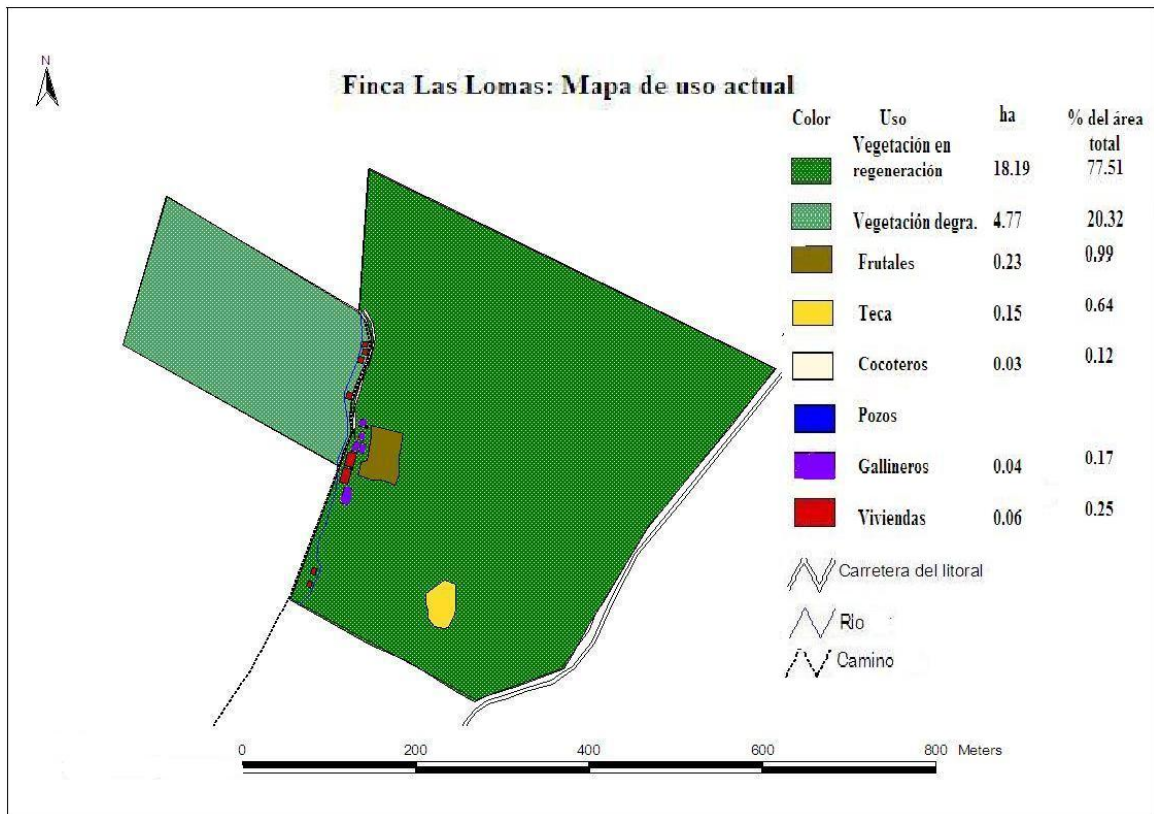 N
Finca Las Lomas: Mapa de uso actual
Color Uso ha % del área total
Vegetación en regeneración 18.19 77.51
Vegetación degra. 4.77 20.32
Frutales 0.23 0.99
Teca 0.15 0.64
Cocoteros 0.03 0.12
Pozos
Gallineros 0.04 0.17
Viviendas 0.06 0.25
Carretera del litoral
Rio
Camino
0 200 400 600 800 Meters